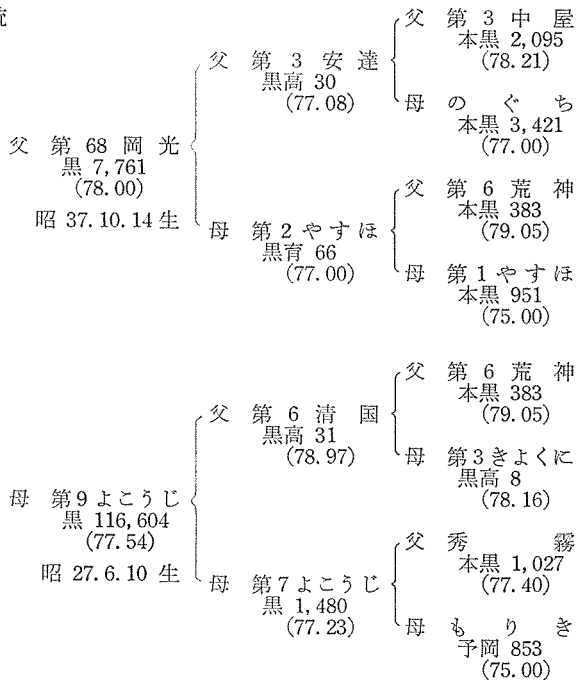 統
父 第 3 中 屋
本黒 2,095
(78.21)
父 第 3 安 達
黒高 30
(77.08)
母 の ぐ ち
本黒 3,421
(77.00)
父 第 68 岡 光
黒 7,761
(78.00)
昭 37.10.14 生
父 第 6 荒 神
本黒 383
(79.05)
母 第2やすほ
黒育 66
(77.00)
母 第1やすほ
本黒 951
(75.00)
父 第 6 荒 神
本黒 383
(79.05)
父 第 6 清 国
黒高 31
(78.97)
母 第3きよくに
黒高 8
(78.16)
母 第9よこうじ
黒 116,604
(77.54)
昭 27.6.10 生
父 秀 霧
本黒 1,027
(77.40)
母 第7よこうじ
黒 1,480
(77.23)
母 も り き
予岡 853
(75.00)